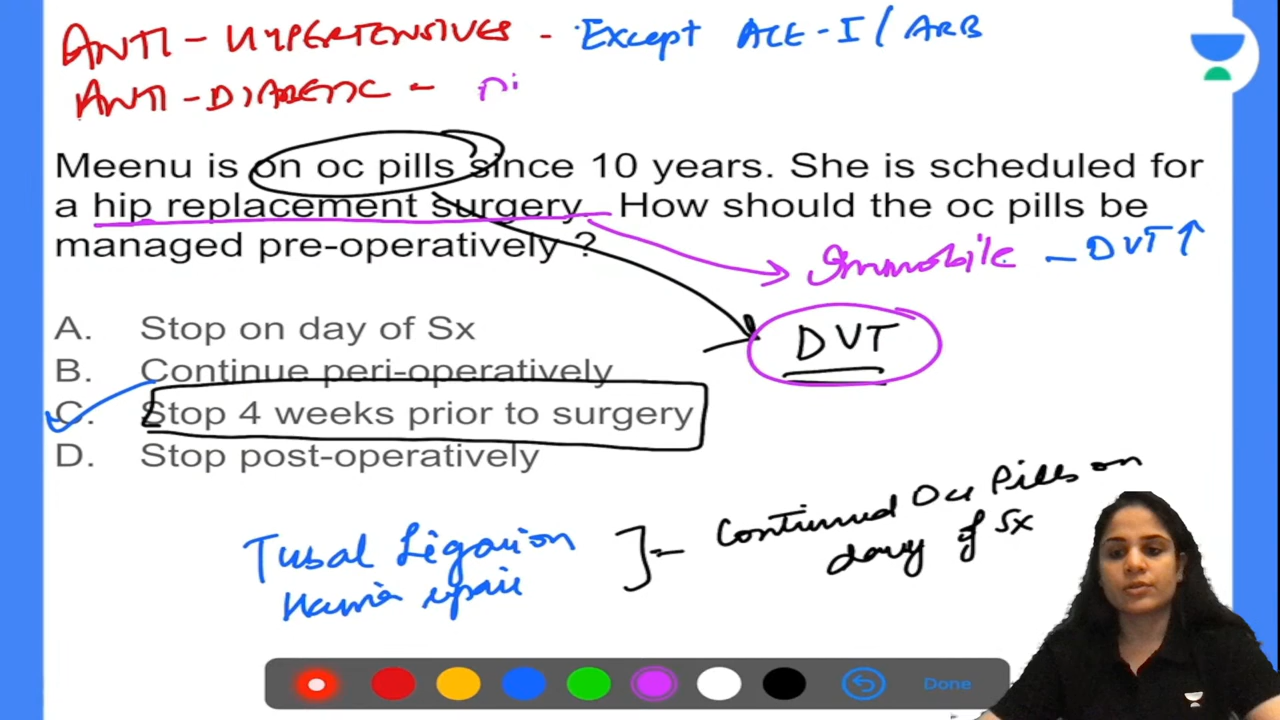 ANTI - HYPERTENSIVES - Except ACE-I / ARB
ANTI - DIABETIC -
Meenu is on oc pills since 10 years. She is scheduled for
a hip replacement surgery. How should the oc pills be
managed pre-operatively ?
Immobile - DVT ↑
DVT
A. Stop on day of Sx
B. Continue peri-operatively
C. Stop 4 weeks prior to surgery
D. Stop post-operatively
Tubal Ligation
Hernia repair
Continued Oc Pills on
day of Sx
Done